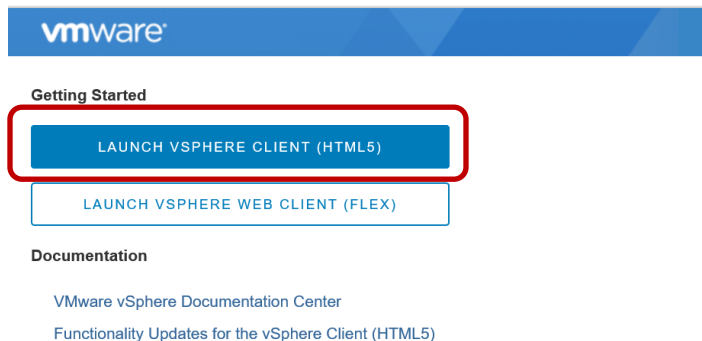 vmware®
Getting Started
LAUNCH VSPHERE CLIENT (HTML5)
LAUNCH VSPHERE WEB CLIENT (FLEX)
Documentation
VMware vSphere Documentation Center
Functionality Updates for the vSphere Client (HTML5)